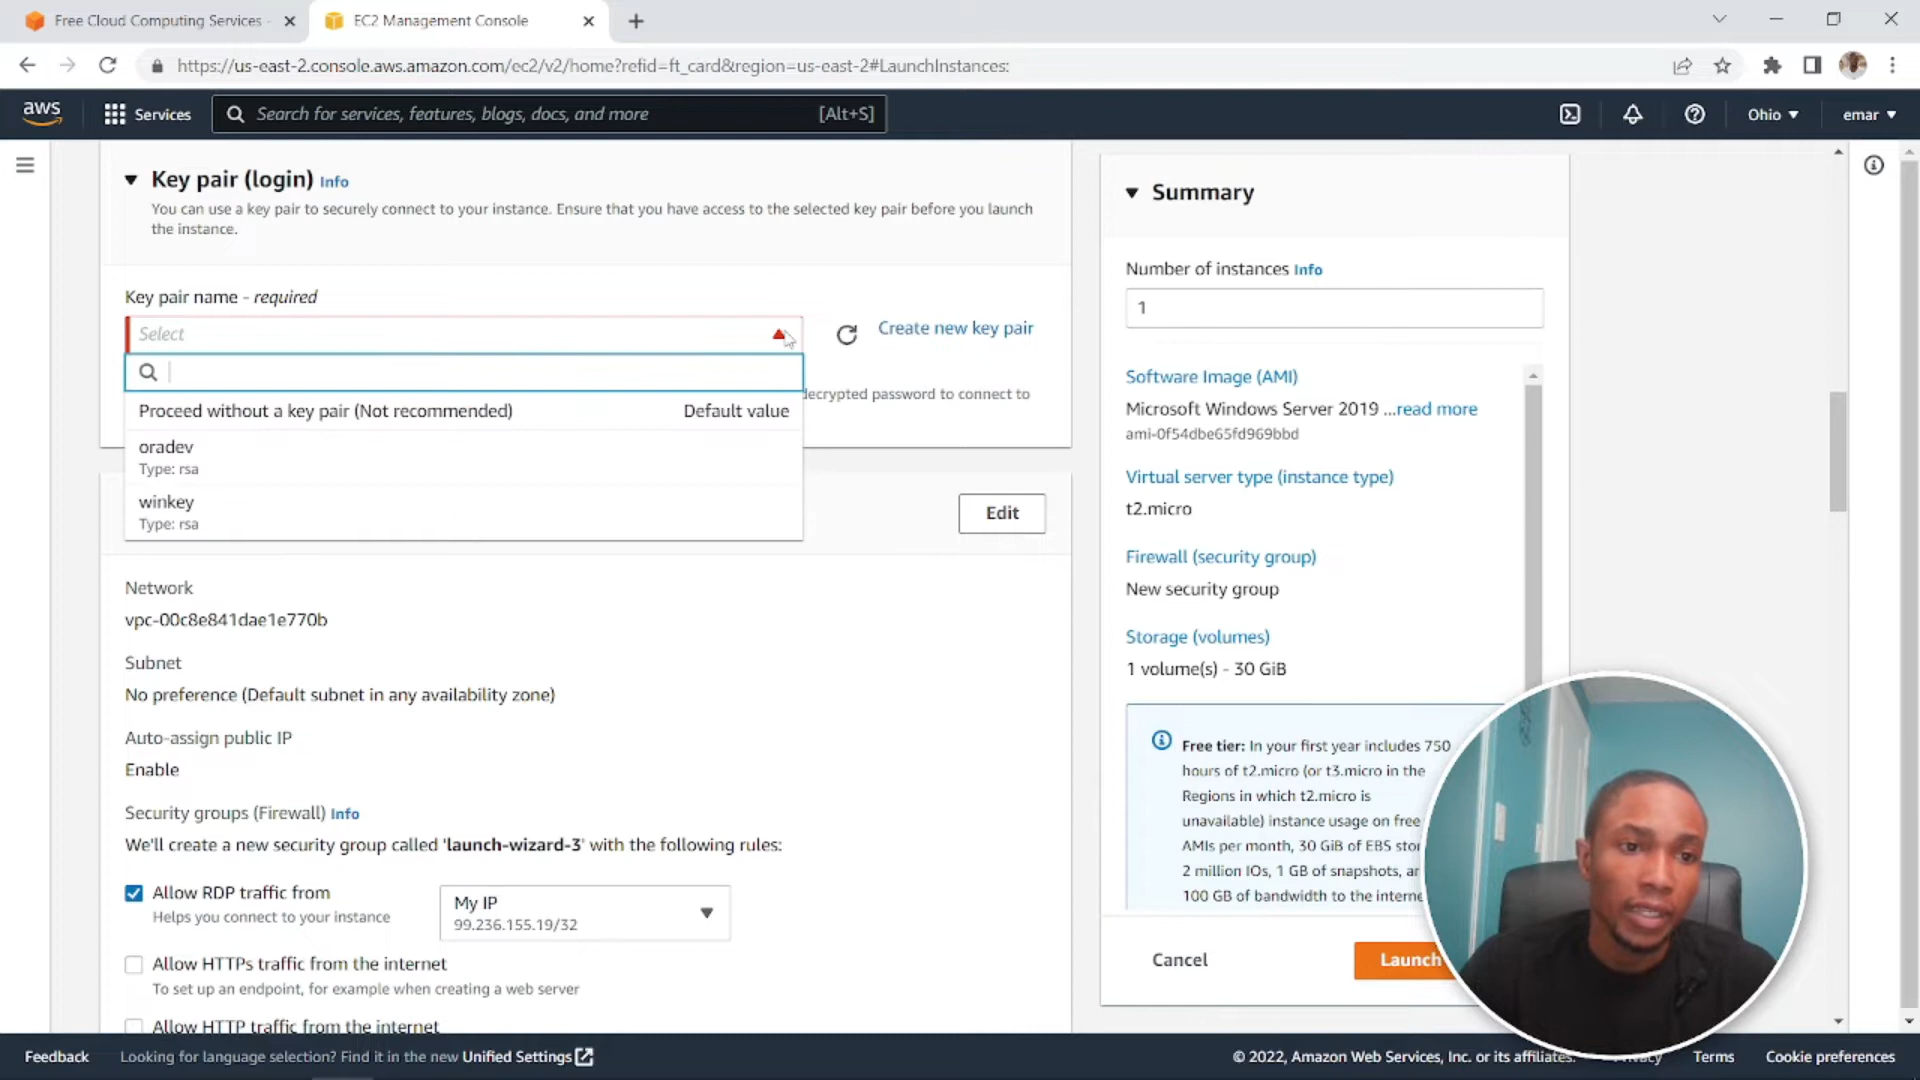 Free Cloud Computing Services -
EC2 Management Console
https://us-east-2.console.aws.amazon.com/ec2/v2/home?refid=ft_card&region=us-east-2#LaunchInstances:
aws
Services
Search for services, features, blogs, docs, and more
[Alt+S]
Ohio
emar
Key pair (login) Info
You can use a key pair to securely connect to your instance. Ensure that you have access to the selected key pair before you launch
the instance.
Key pair name - required
Select
Create new key pair
decrypted password to connect to
Proceed without a key pair (Not recommended)
Default value
oradev
Type: rsa
winkey
Type: rsa
Edit
Network
vpc-00c8e841dae1e770b
Subnet
No preference (Default subnet in any availability zone)
Auto-assign public IP
Enable
Security groups (Firewall) Info
We'll create a new security group called 'launch-wizard-3' with the following rules:
Allow RDP traffic from
Helps you connect to your instance
My IP
99.236.155.19/32
Allow HTTPs traffic from the internet
To set up an endpoint, for example when creating a web server
Allow HTTP traffic from the internet
Summary
Number of instances Info
1
Software Image (AMI)
Microsoft Windows Server 2019 ...read more
ami-0f54dbe65fd969bbd
Virtual server type (instance type)
t2.micro
Firewall (security group)
New security group
Storage (volumes)
1 volume(s) - 30 GiB
Free tier: In your first year includes 750
hours of t2.micro (or t3.micro in the
Regions in which t2.micro is
unavailable) instance usage on free
AMIs per month, 30 GiB of EBS
2 million IOs, 1 GB of snapshots,
100 GB of bandwidth to the
Cancel
Launch
Feedback
Looking for language selection? Find it in the new Unified Settings
© 2022, Amazon Web Services, Inc. or its affiliates.
Terms
Cookie preferences